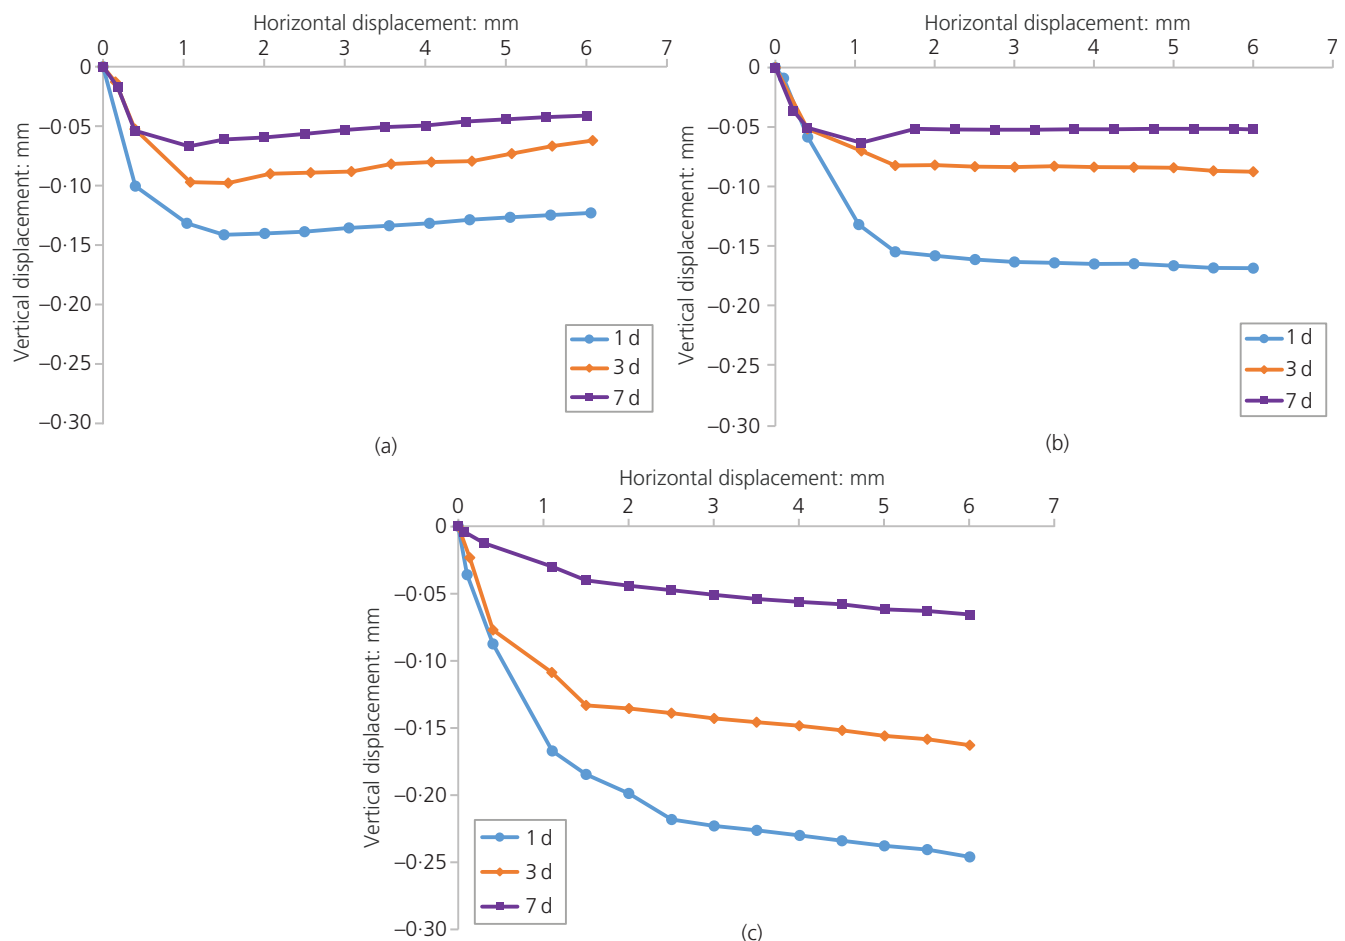 Horizontal displacement: mm
0 1 2 3 4 5 6 7
Vertical displacement: mm
0
–0·05
–0·10
–0·15
–0·20
–0·25
–0·30
1 d
3 d
7 d
(a)
Horizontal displacement: mm
0 1 2 3 4 5 6 7
Vertical displacement: mm
0
–0·05
–0·10
–0·15
–0·20
–0·25
–0·30
1 d
3 d
7 d
(b)
Horizontal displacement: mm
0 1 2 3 4 5 6 7
Vertical displacement: mm
0
–0·05
–0·10
–0·15
–0·20
–0·25
–0·30
1 d
3 d
7 d
(c)